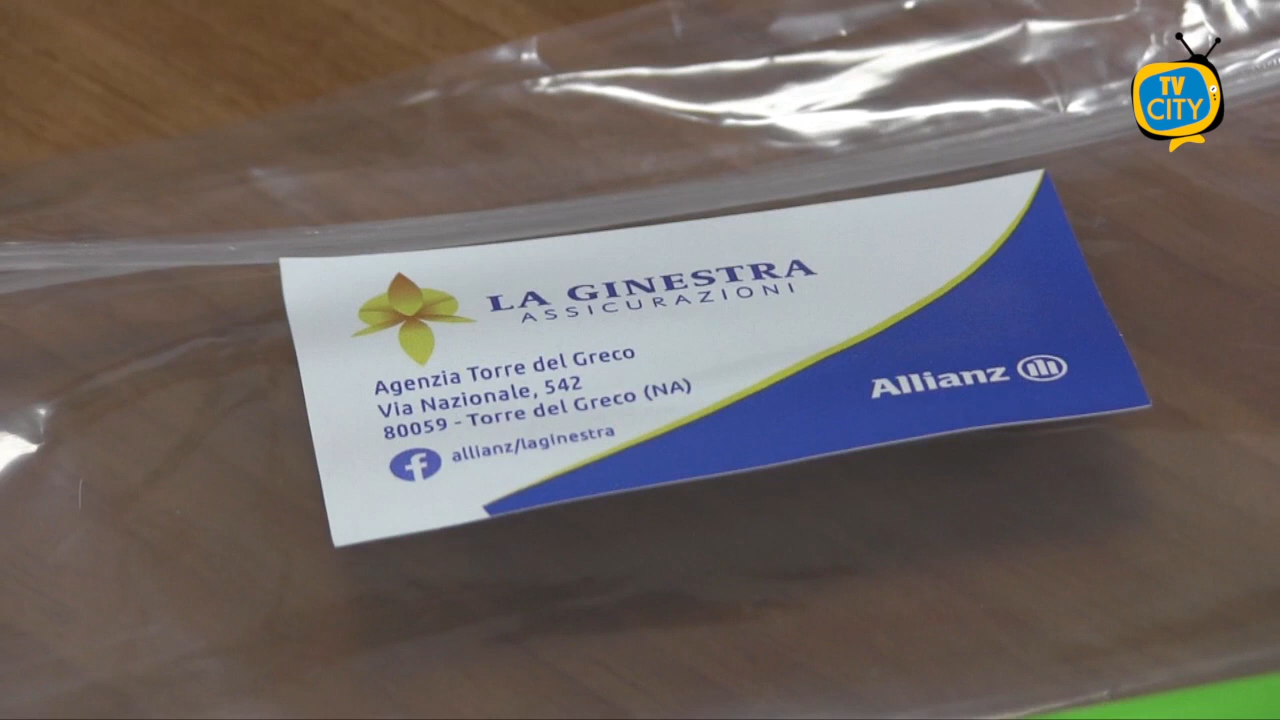 TV
CITY
LA GINESTRA
ASSICURAZIONI
Agenzia Torre del Greco
Via Nazionale, 542
80059 - Torre del Greco (NA)
allianz/laginestra
Allianz